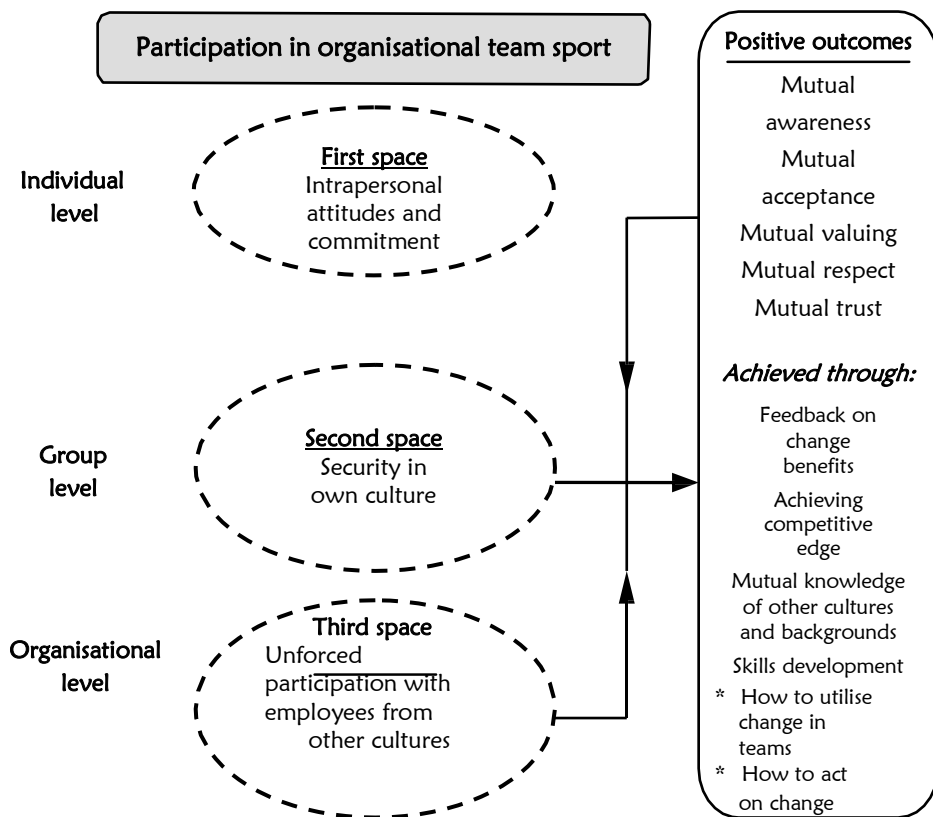 Participation in organisational team sport
Individual
level
First space
Intrapersonal
attitudes and
commitment
Group
level
Second space
Security in
own culture
Organisational
level
Third space
Unforced
participation with
employees from
other cultures
Positive outcomes
Mutual
awareness
Mutual
acceptance
Mutual valuing
Mutual respect
Mutual trust
Achieved through:
Feedback on
change
benefits
Achieving
competitive
edge
Mutual knowledge
of other cultures
and backgrounds
Skills development
* How to utilise
change in
teams
* How to act
on change